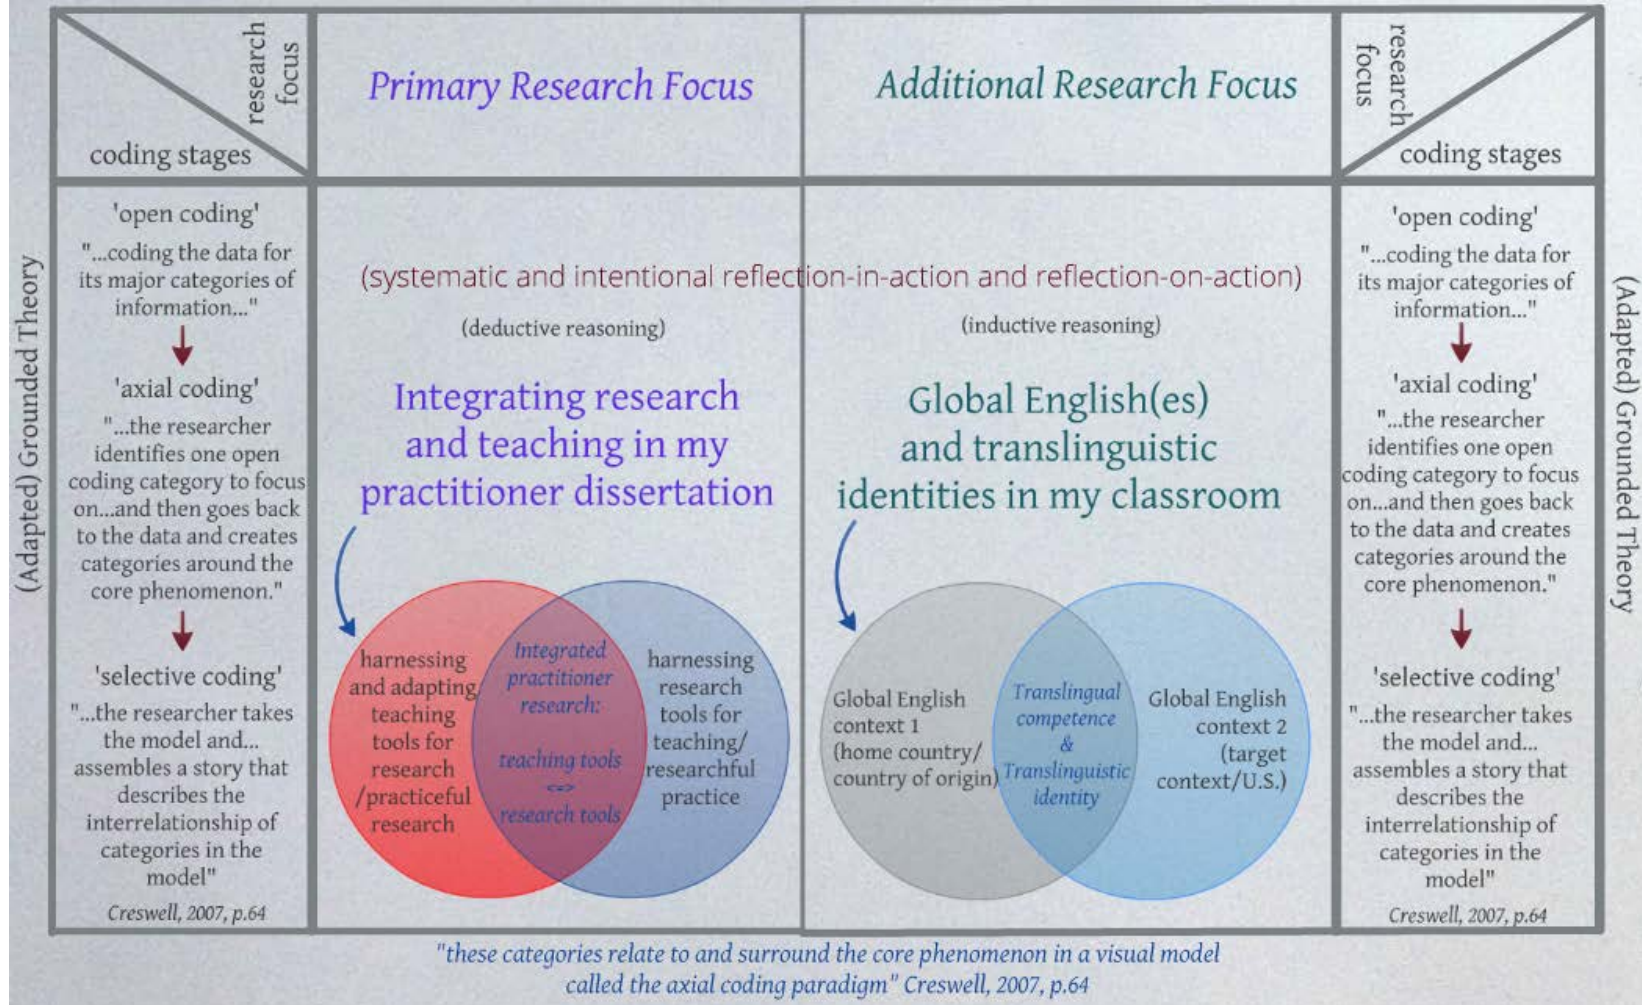 research
focus
coding stages
Primary Research Focus
Additional Research Focus
research
focus
coding stages
(Adapted) Grounded Theory
'open coding'
"...coding the data for
its major categories of
information..."
'axial coding'
"...the researcher
identifies one open
coding category to focus
on...and then goes back
to the data and creates
categories around the
core phenomenon."
'selective coding'
"...the researcher takes
the model and...
assembles a story that
describes the
interrelationship of
categories in the
model"
Creswell, 2007, p.64
(systematic and intentional reflection-in-action and reflection-on-action)
(deductive reasoning)
Integrating research
and teaching in my
practitioner dissertation
harnessing
and adapting
teaching
tools for
research
/practiceful
research
Integrated
practitioner
research:
teaching tools
<=>
research tools
harnessing
research
tools for
teaching/
researchful
practice
(inductive reasoning)
Global English(es)
and translinguistic
identities in my classroom
Global English
context 1
(home country/
country of origin)
Translingual
competence
&
Translinguistic
identity
Global English
context 2
(target
context/U.S.)
'open coding'
"...coding the data for
its major categories of
information..."
'axial coding'
"...the researcher
identifies one open
coding category to focus
on...and then goes back
to the data and creates
categories around the
core phenomenon."
'selective coding'
"...the researcher takes
the model and...
assembles a story that
describes the
interrelationship of
categories in the
model"
Creswell, 2007, p.64
(Adapted) Grounded Theory
"these categories relate to and surround the core phenomenon in a visual model
called the axial coding paradigm" Creswell, 2007, p.64